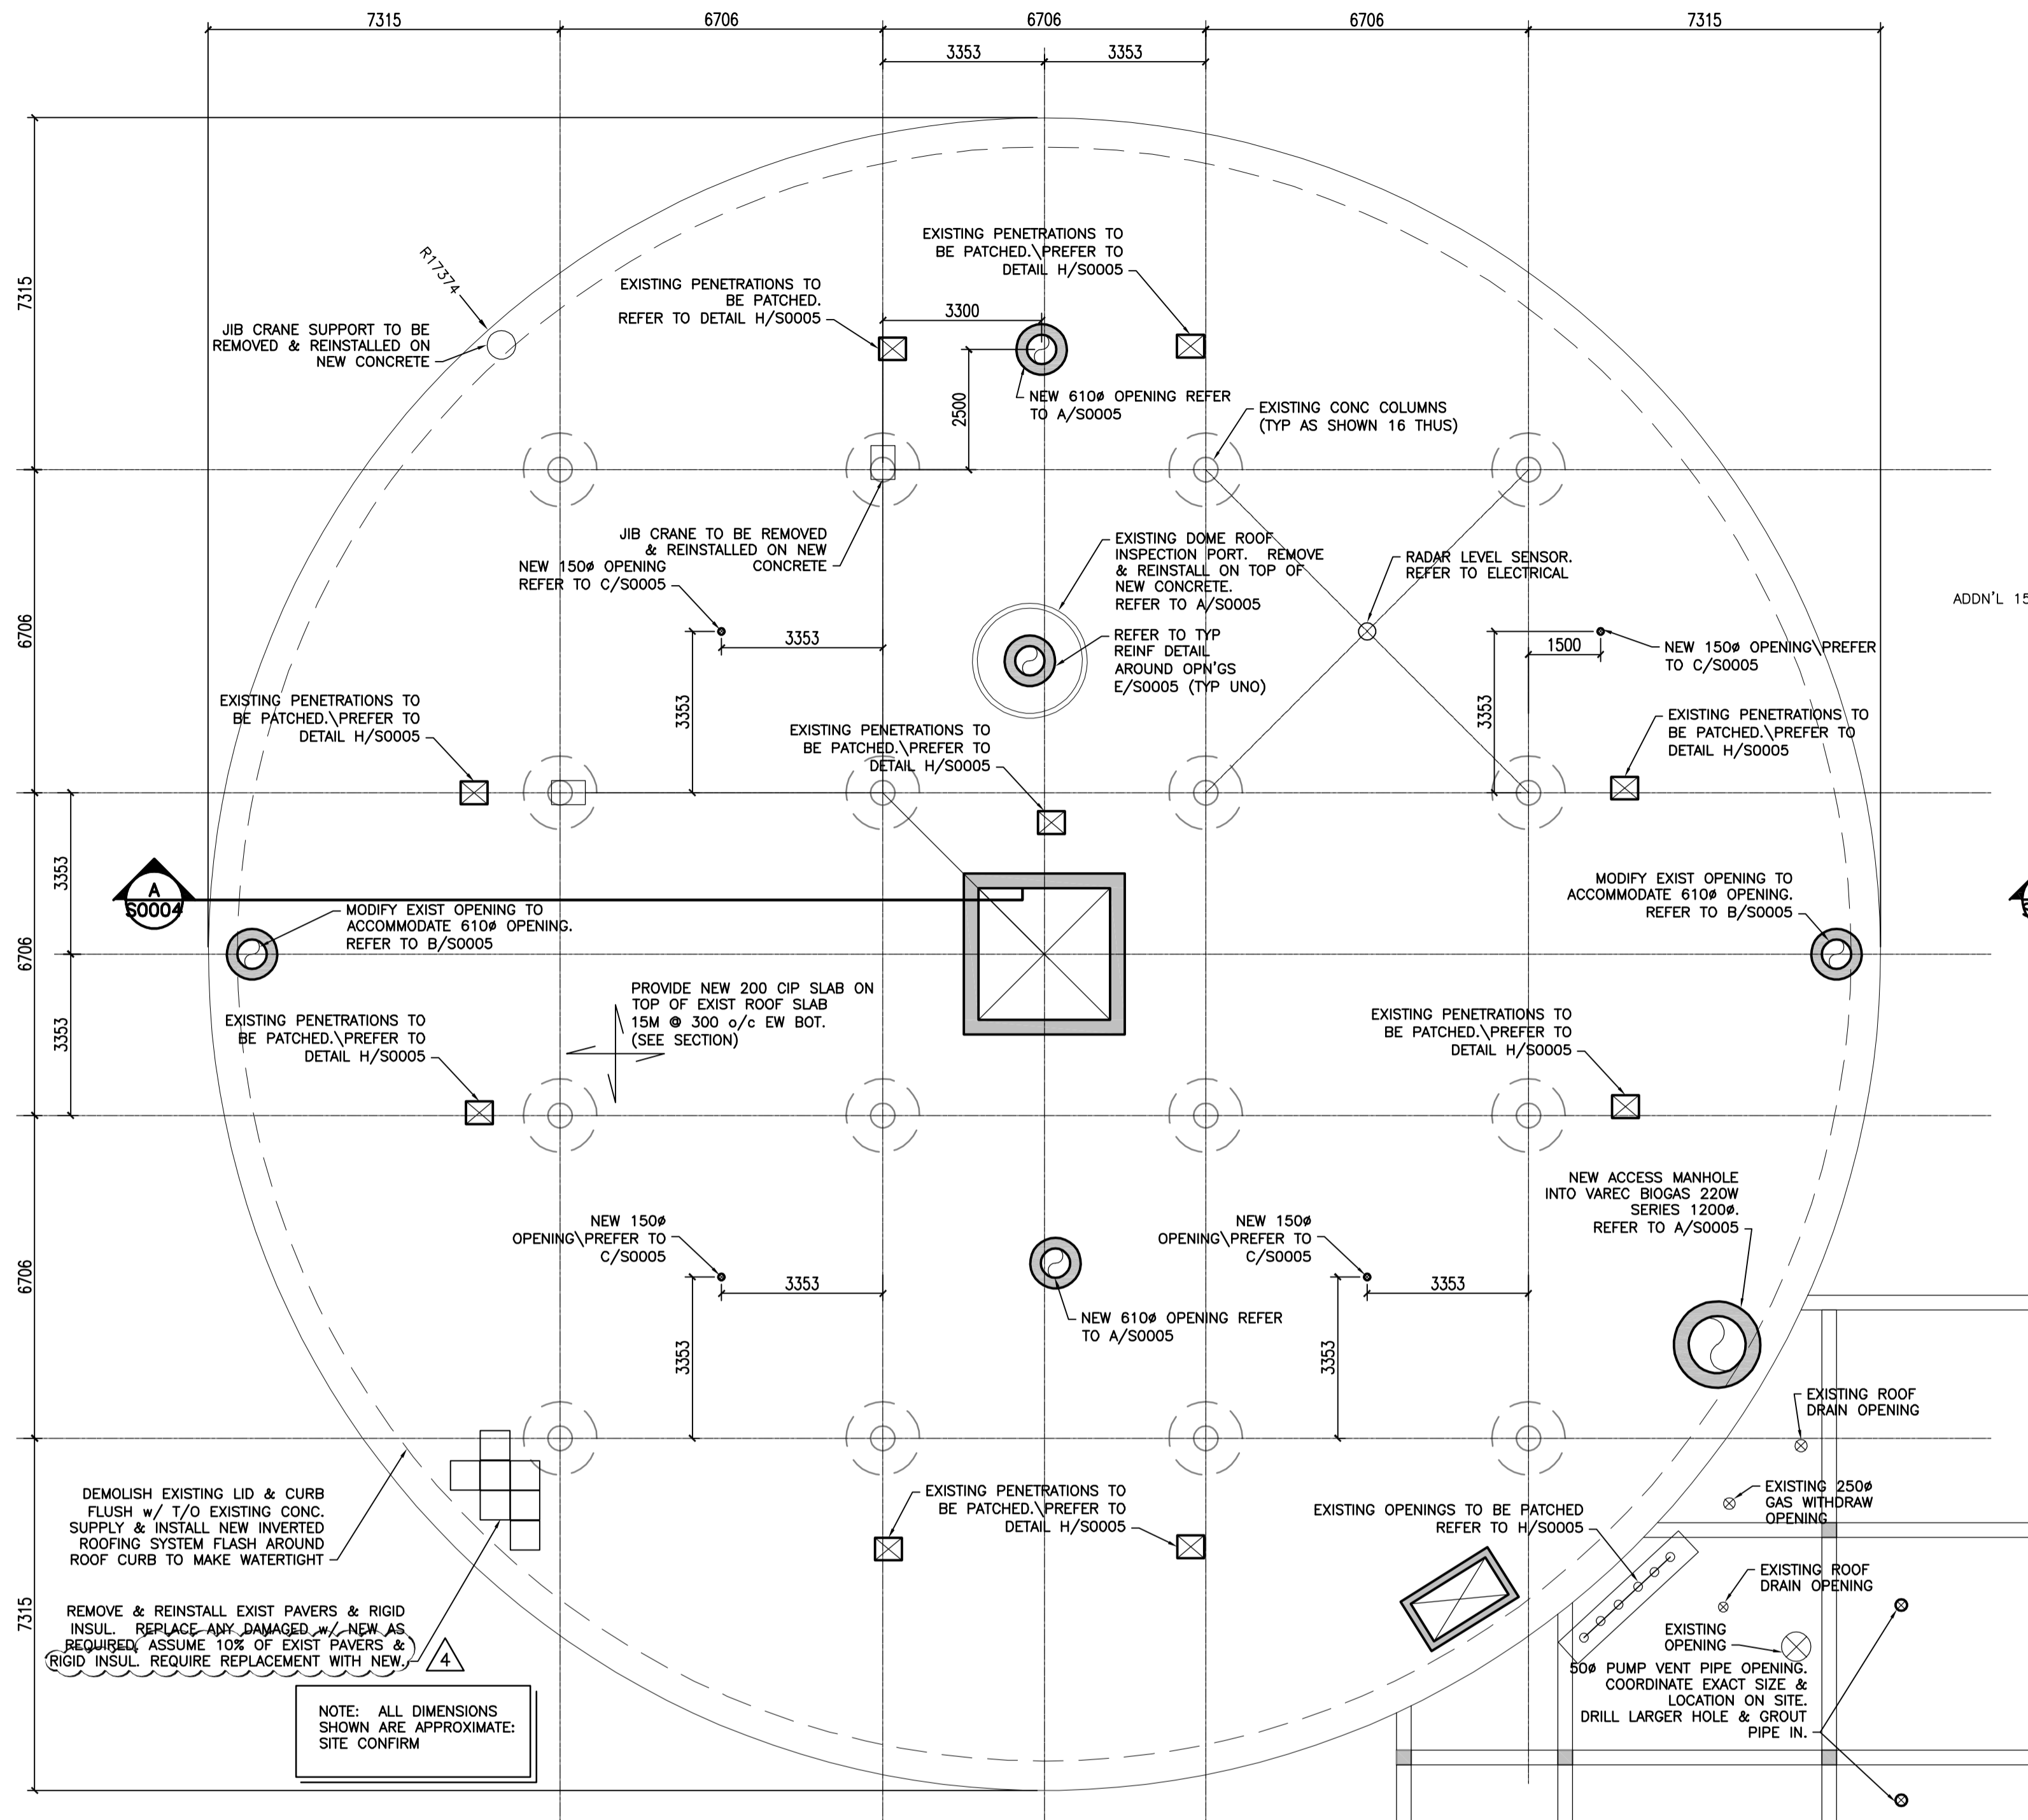 7315
6706
6706
6706
7315
3353
3353
7315
6706
6706
6706
7315
3353
3353
R17374
JIB CRANE SUPPORT TO BE
REMOVED & REINSTALLED ON
NEW CONCRETE
EXISTING PENETRATIONS TO
BE PATCHED.
REFER TO DETAIL H/S0005
EXISTING PENETRATIONS TO
BE PATCHED.\PREFER TO
DETAIL H/S0005
3300
2500
NEW 610ø OPENING REFER
TO A/S0005
EXISTING CONC COLUMNS
(TYP AS SHOWN 16 THUS)
JIB CRANE TO BE REMOVED
& REINSTALLED ON NEW
CONCRETE
NEW 150ø OPENING
REFER TO C/S0005
3353
3353
EXISTING DOME ROOF
INSPECTION PORT.  REMOVE
& REINSTALL ON TOP OF
NEW CONCRETE.
REFER TO A/S0005
REFER TO TYP
REINF DETAIL
AROUND OPN'GS
E/S0005 (TYP UNO)
RADAR LEVEL SENSOR.
REFER TO ELECTRICAL
ADDN'L 15
1500
3353
NEW 150ø OPENING\PREFER
TO C/S0005
EXISTING PENETRATIONS TO
BE PATCHED.\PREFER TO
DETAIL H/S0005
EXISTING PENETRATIONS TO
BE PATCHED.\PREFER TO
DETAIL H/S0005
EXISTING PENETRATIONS TO
BE PATCHED.\PREFER TO
DETAIL H/S0005
A
S0004
MODIFY EXIST OPENING TO
ACCOMMODATE 610ø OPENING.
REFER TO B/S0005
MODIFY EXIST OPENING TO
ACCOMMODATE 610ø OPENING.
REFER TO B/S0005
PROVIDE NEW 200 CIP SLAB ON
TOP OF EXIST ROOF SLAB
15M @ 300 o/c EW BOT.
(SEE SECTION)
EXISTING PENETRATIONS TO
BE PATCHED.\PREFER TO
DETAIL H/S0005
EXISTING PENETRATIONS TO
BE PATCHED.\PREFER TO
DETAIL H/S0005
NEW ACCESS MANHOLE
INTO VAREC BIOGAS 220W
SERIES 1200ø.
REFER TO A/S0005
NEW 150ø
OPENING\PREFER TO
C/S0005
3353
3353
NEW 150ø
OPENING\PREFER TO
C/S0005
3353
3353
NEW 610ø OPENING REFER
TO A/S0005
EXISTING ROOF
DRAIN OPENING
EXISTING 250ø
GAS WITHDRAW
OPENING
EXISTING PENETRATIONS TO
BE PATCHED.\PREFER TO
DETAIL H/S0005
EXISTING OPENINGS TO BE PATCHED
REFER TO H/S0005
EXISTING ROOF
DRAIN OPENING
EXISTING
OPENING
50ø PUMP VENT PIPE OPENING.
COORDINATE EXACT SIZE &
LOCATION ON SITE.
DRILL LARGER HOLE & GROUT
PIPE IN.
DEMOLISH EXISTING LID & CURB
FLUSH w/ T/O EXISTING CONC.
SUPPLY & INSTALL NEW INVERTED
ROOFING SYSTEM FLASH AROUND
ROOF CURB TO MAKE WATERTIGHT
REMOVE & REINSTALL EXIST PAVERS & RIGID
INSUL.  REPLACE ANY DAMAGED w/ NEW AS
REQUIRED. ASSUME 10% OF EXIST PAVERS &
RIGID INSUL. REQUIRE REPLACEMENT WITH NEW.
4
NOTE:  ALL DIMENSIONS
SHOWN ARE APPROXIMATE:
SITE CONFIRM